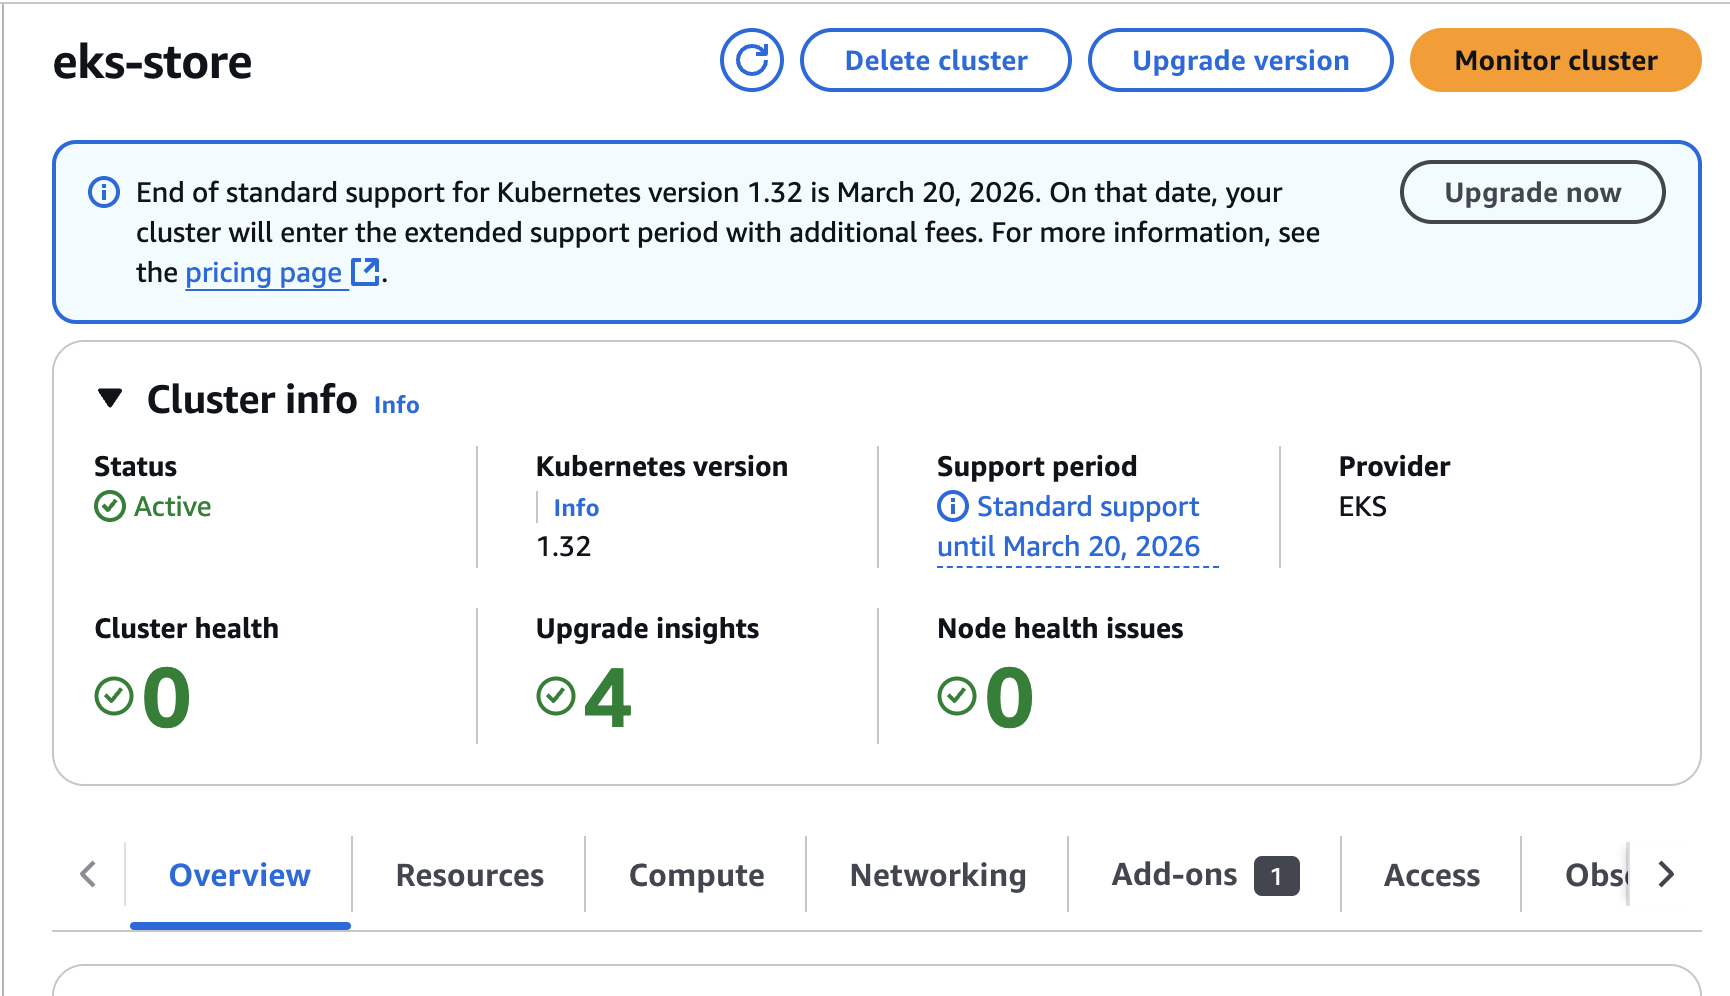 eks-store
Delete cluster
Upgrade version
Monitor cluster
End of standard support for Kubernetes version 1.32 is March 20, 2026. On that date, your
cluster will enter the extended support period with additional fees. For more information, see
the pricing page.
Upgrade now
Cluster info Info
Status
Active
Kubernetes version
Info
1.32
Support period
Standard support
until March 20, 2026
Provider
EKS
Cluster health
0
Upgrade insights
4
Node health issues
0
Overview
Resources
Compute
Networking
Add-ons 1
Access